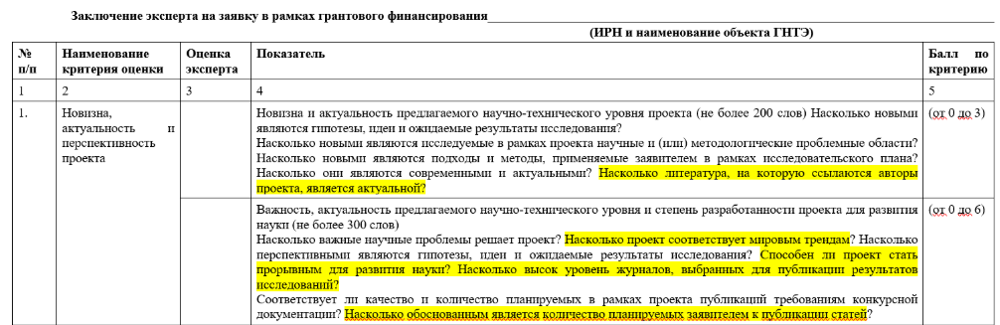 Заключение эксперта на заявку в рамках грантового финансирования
(ИРН и наименование объекта ГНТЭ)
№ п/п
Наименование критерия оценки
Оценка эксперта
Показатель
Балл по критерию
1
2
3
4
5
1.
Новизна,
актуальность и
перспективность
проекта
Новизна и актуальность предлагаемого научно-технического уровня проекта (не более 200 слов) Насколько новыми
являются гипотезы, идеи и ожидаемые результаты исследования?
Насколько новыми являются исследуемые в рамках проекта научные и (или) методологические проблемные области?
Насколько новыми являются подходы и методы, применяемые заявителем в рамках исследовательского плана?
Насколько они являются современными и актуальными? Насколько литература, на которую ссылаются авторы
проекта, является актуальной?
(от 0 до 3)
Важность, актуальность предлагаемого научно-технического уровня и степень разработанности проекта для развития
науки (не более 300 слов)
Насколько важные научные проблемы решает проект? Насколько проект соответствует мировым трендам? Насколько
перспективными являются гипотезы, идеи и ожидаемые результаты исследования? Способен ли проект стать
прорывным для развития науки? Насколько высок уровень журналов, выбранных для публикации результатов
исследований?
Соответствует ли качество и количество планируемых в рамках проекта публикаций требованиям конкурсной
документации? Насколько обоснованным является количество планируемых заявителем к публикации статей?
(от 0 до 6)